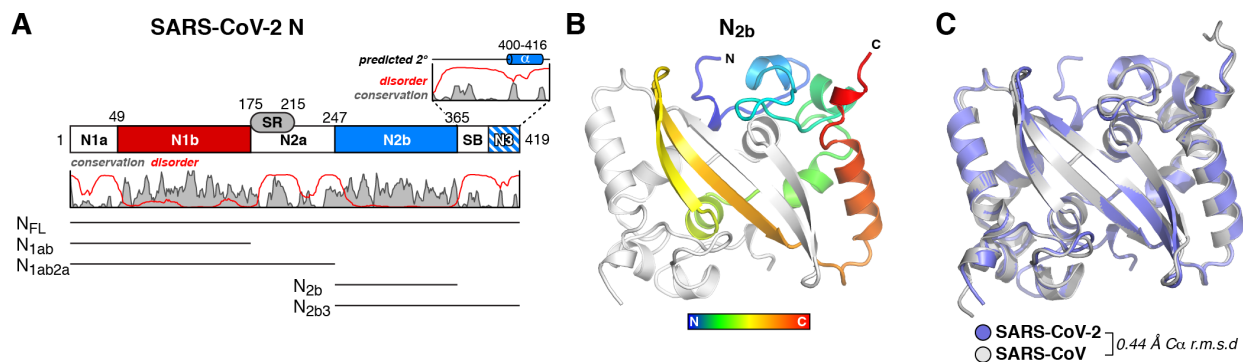 A
SARS-CoV-2 N
400-416
predicted 2°
α
disorder
conservation
175
215
49
SR
247
365
1
N1a
N1b
N2a
N2b
SB
N3
419
conservation disorder
NFL
N1ab
N1ab2a
N2b
N2b3
B
N2b
N
C
N
C
C
SARS-CoV-2
SARS-CoV
0.44 Å Cα r.m.s.d